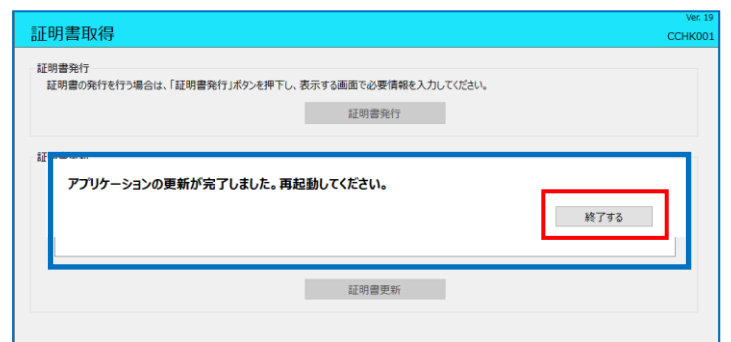 Ver. 19
証明書取得
CCHK001
証明書発行
証明書の発行を行う場合は、「証明書発行」ボタンを押下し、表示する画面で必要情報を入力してください。
証明書発行
アプリケーションの更新が完了しました。再起動してください。
終了する
証明書更新